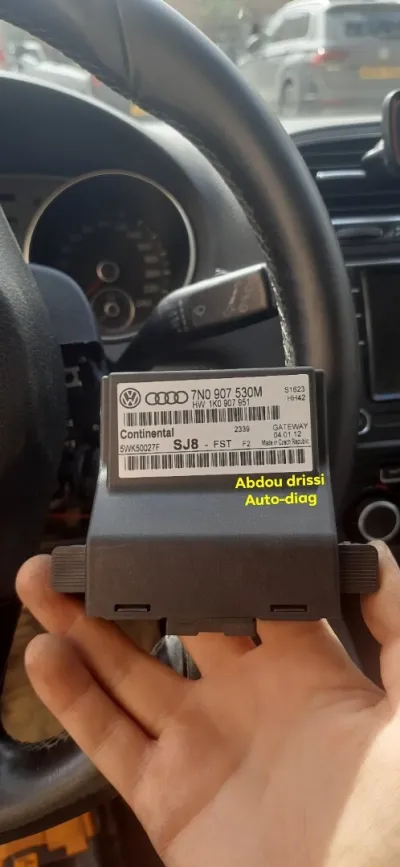 7N0 907 530M
HW 1K0 907 951
S1623
HH42
Continental
2339
GATEWAY
5WK50027F
SJ8 - FST F2
04 01 12
Made in Czech Republic
Abdou drissi
Auto-diag